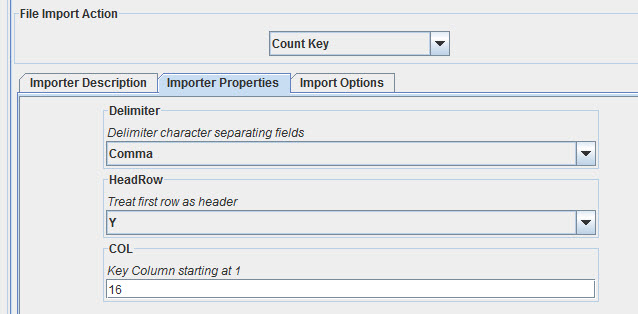 File Import Action
Count Key
Importer Description Importer Properties Import Options
Delimiter
Delimiter character separating fields
Comma
HeadRow
Treat first row as header
Y
COL
Key Column starting at 1
16